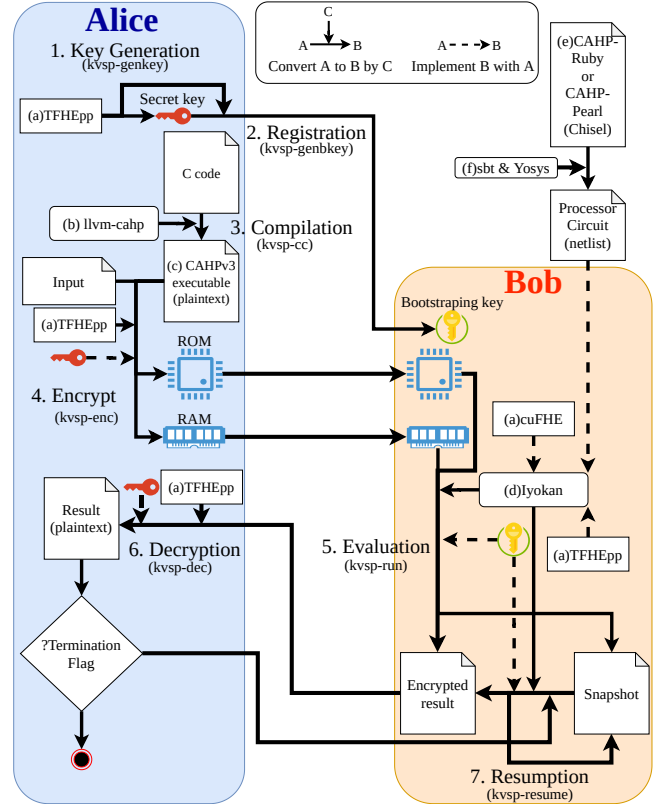 Alice
1. Key Generation
(kvsp-genkey)
(a)TFHEpp
Secret key
C
A
B
Convert A to B by C
A
B
Implement B with A
(e)CAHP-
Ruby
or
CAHP-
Pearl
(Chisel)
2. Registration
(kvsp-genbkey)
C code
(f)sbt & Yosys
(b) llvm-cahp
3. Compilation
(kvsp-cc)
Processor
Circuit
(netlist)
(c) CAHPv3
executable
(plaintext)
Input
(a)TFHEpp
Bob
Bootstraping key
ROM
4. Encrypt
(kvsp-enc)
RAM
(a)cuFHE
(d)Iyokan
(a)TFHEpp
Result
(plaintext)
(a)TFHEpp
6. Decryption
(kvsp-dec)
5. Evaluation
(kvsp-run)
?Termination
Flag
Encrypted
result
Snapshot
7. Resumption
(kvsp-resume)